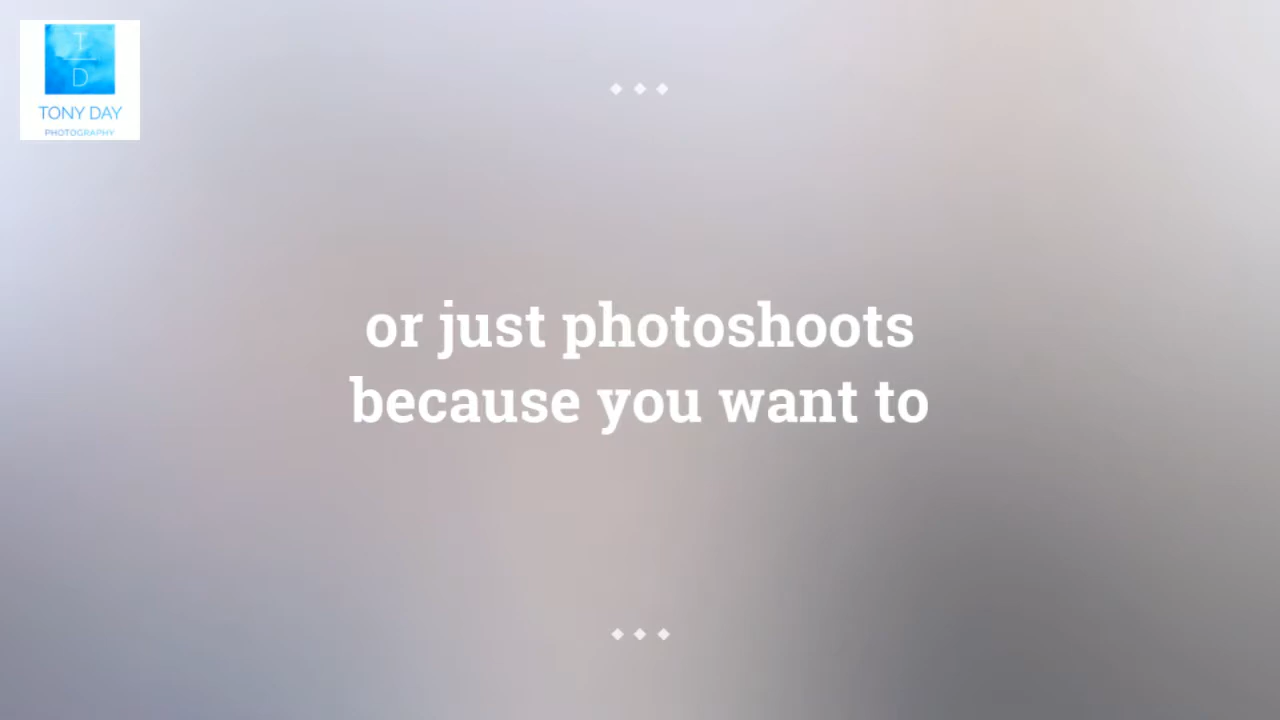 T
D
TONY DAY
PHOTOGRAPHY
or just photoshoots
because you want to